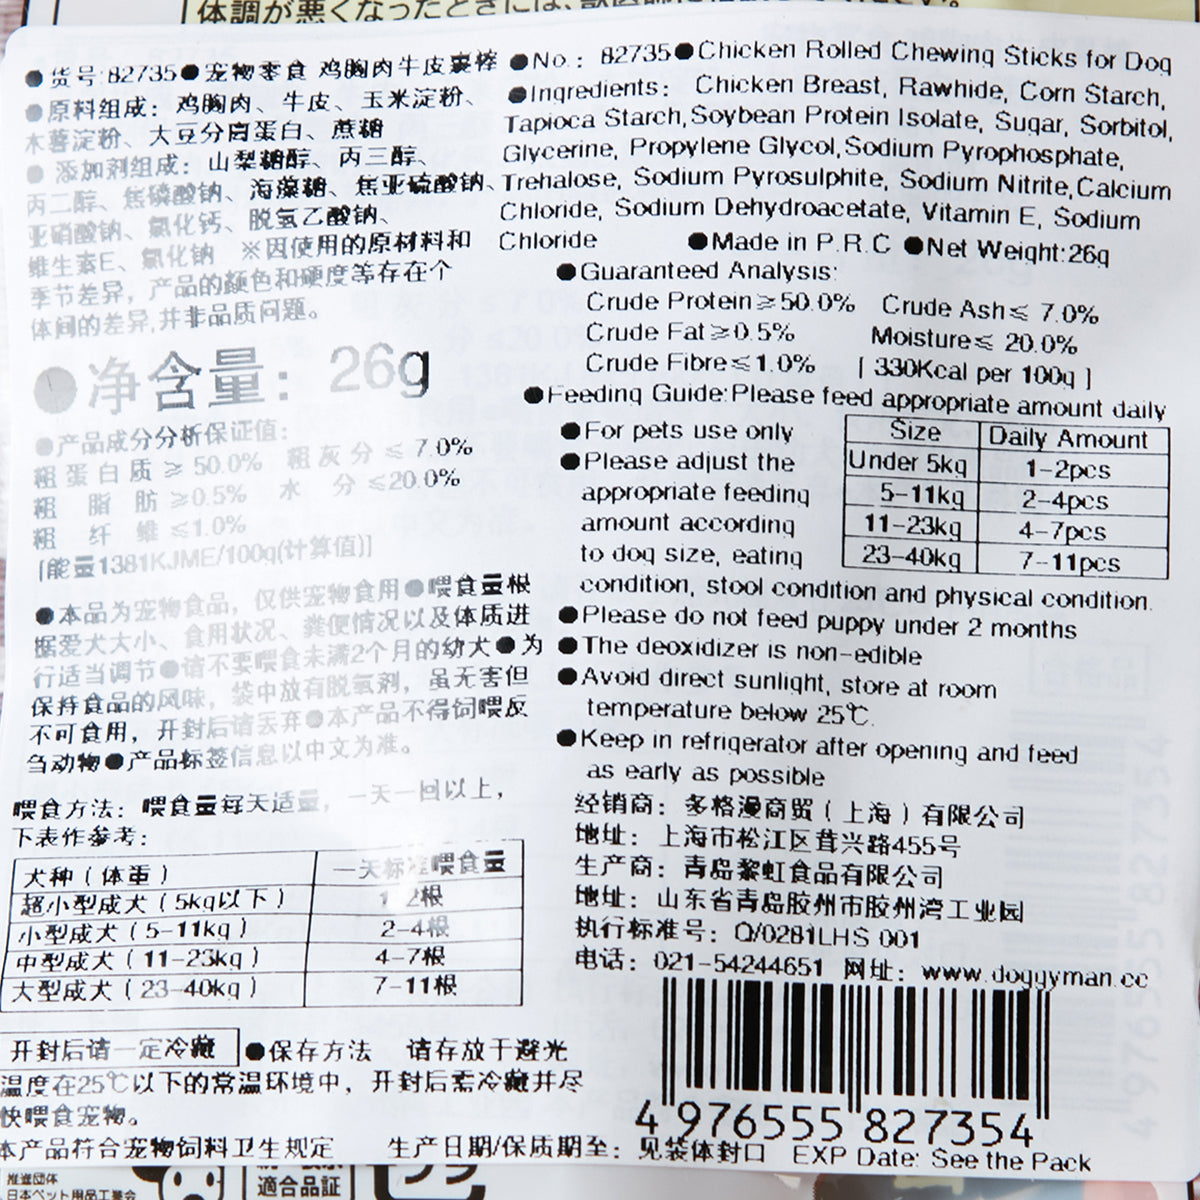 体調が悪くなったときには、
●货号:82735●宠物零食 鸡胸肉牛皮裹棒
●原料组成：鸡胸肉、牛皮、玉米淀粉、
木薯淀粉、大豆分离蛋白、蔗糖
●添加剂组成：山梨糖醇、丙三醇、
丙二醇、焦磷酸钠、海藻糖、焦亚硫酸钠、
亚硝酸钠、氯化钙、脱氢乙酸钠、
维生素E、氯化钠 ※因使用的原材料和
季节差异，产品的颜色和硬度等存在个
体间的差异,并非品质问题。
●净含量：26g
●产品成分分析保证值：
粗蛋白质≥50.0% 粗灰分≤7.0%
粗 脂 肪≥0.5% 水 分≤20.0%
粗 纤 维≤1.0%
[能量1381KJME/100g(计算值)]
●本品为宠物食品，仅供宠物食用●喂食量根
据爱犬大小、食用状况、粪便情况以及体质进
行适当调节●请不要喂食未满2个月的幼犬●为
保持食品的风味，袋中放有脱氧剂，虽无害但
不可食用，开封后请丢弃●本产品不得饲喂反
刍动物●产品标签信息以中文为准。
喂食方法：喂食量每天适量，一天一回以上，
下表作参考：
犬种（体重） 一天标准喂食量
超小型成犬（5kg以下） 1-2根
小型成犬（5-11kg） 2-4根
中型成犬（11-23kg） 4-7根
大型成犬（23-40kg） 7-11根
开封后请一定冷藏 ●保存方法 请存放于避光
温度在25℃以下的常温环境中，开封后需冷藏并尽
快喂食宠物。
本产品符合宠物饲料卫生规定 生产日期/保质期至：见装体封口 EXP Date: See the Pack
●No.: 82735●Chicken Rolled Chewing Sticks for Dog
●Ingredients: Chicken Breast, Rawhide, Corn Starch,
Tapioca Starch,Soybean Protein Isolate, Sugar, Sorbitol,
Glycerine, Propylene Glycol,Sodium Pyrophosphate,
Trehalose, Sodium Pyrosulphite, Sodium Nitrite,Calcium
Chloride, Sodium Dehydroacetate, Vitamin E, Sodium
Chloride ●Made in P.R.C ●Net Weight:26g
●Guaranteed Analysis:
Crude Protein≥50.0% Crude Ash≤ 7.0%
Crude Fat≥0.5% Moisture≤ 20.0%
Crude Fibre≤1.0% [ 330Kcal per 100g ]
●Feeding Guide:Please feed appropriate amount daily
●For pets use only
●Please adjust the
appropriate feeding
amount according
to dog size, eating
condition, stool condition and physical condition.
Size Daily Amount
Under 5kg 1-2pcs
5-11kg 2-4pcs
11-23kg 4-7pcs
23-40kg 7-11pcs
●Please do not feed puppy under 2 months
●The deoxidizer is non-edible
●Avoid direct sunlight, store at room
temperature below 25℃.
●Keep in refrigerator after opening and feed
as early as possible
经销商：多格漫商贸（上海）有限公司
地址：上海市松江区茸兴路455号
生产商：青岛黎虹食品有限公司
地址：山东省青岛胶州市胶州湾工业园
执行标准号：Q/0281LHS 001
电话：021-54244651 网址：www.doggyman.cc
4 976555 827354
推進団体
日本ペット用品工業会
適合品証